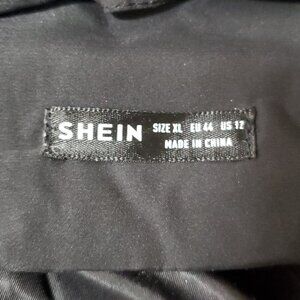 SHEIN SIZE XL EU 44 US 12
MADE IN CHINA